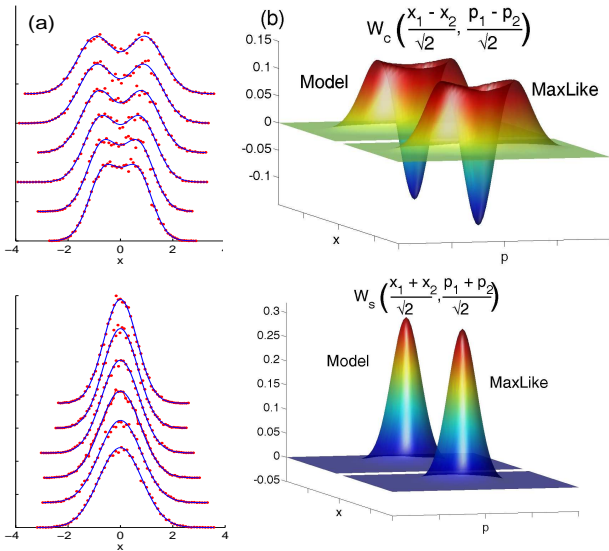 (a)
−4 −2 0 2 4
x
(b)
W_c ( x_1 - x_2 / √2 , p_1 - p_2 / √2 )
0.15
0.1
0.05
0
-0.05
-0.1
Model
MaxLike
x
p
−4 −2 0 2 4
x
W_s ( x_1 + x_2 / √2 , p_1 + p_2 / √2 )
0.3
0.25
0.2
0.15
0.1
0.05
0
-0.05
Model
MaxLike
x
p